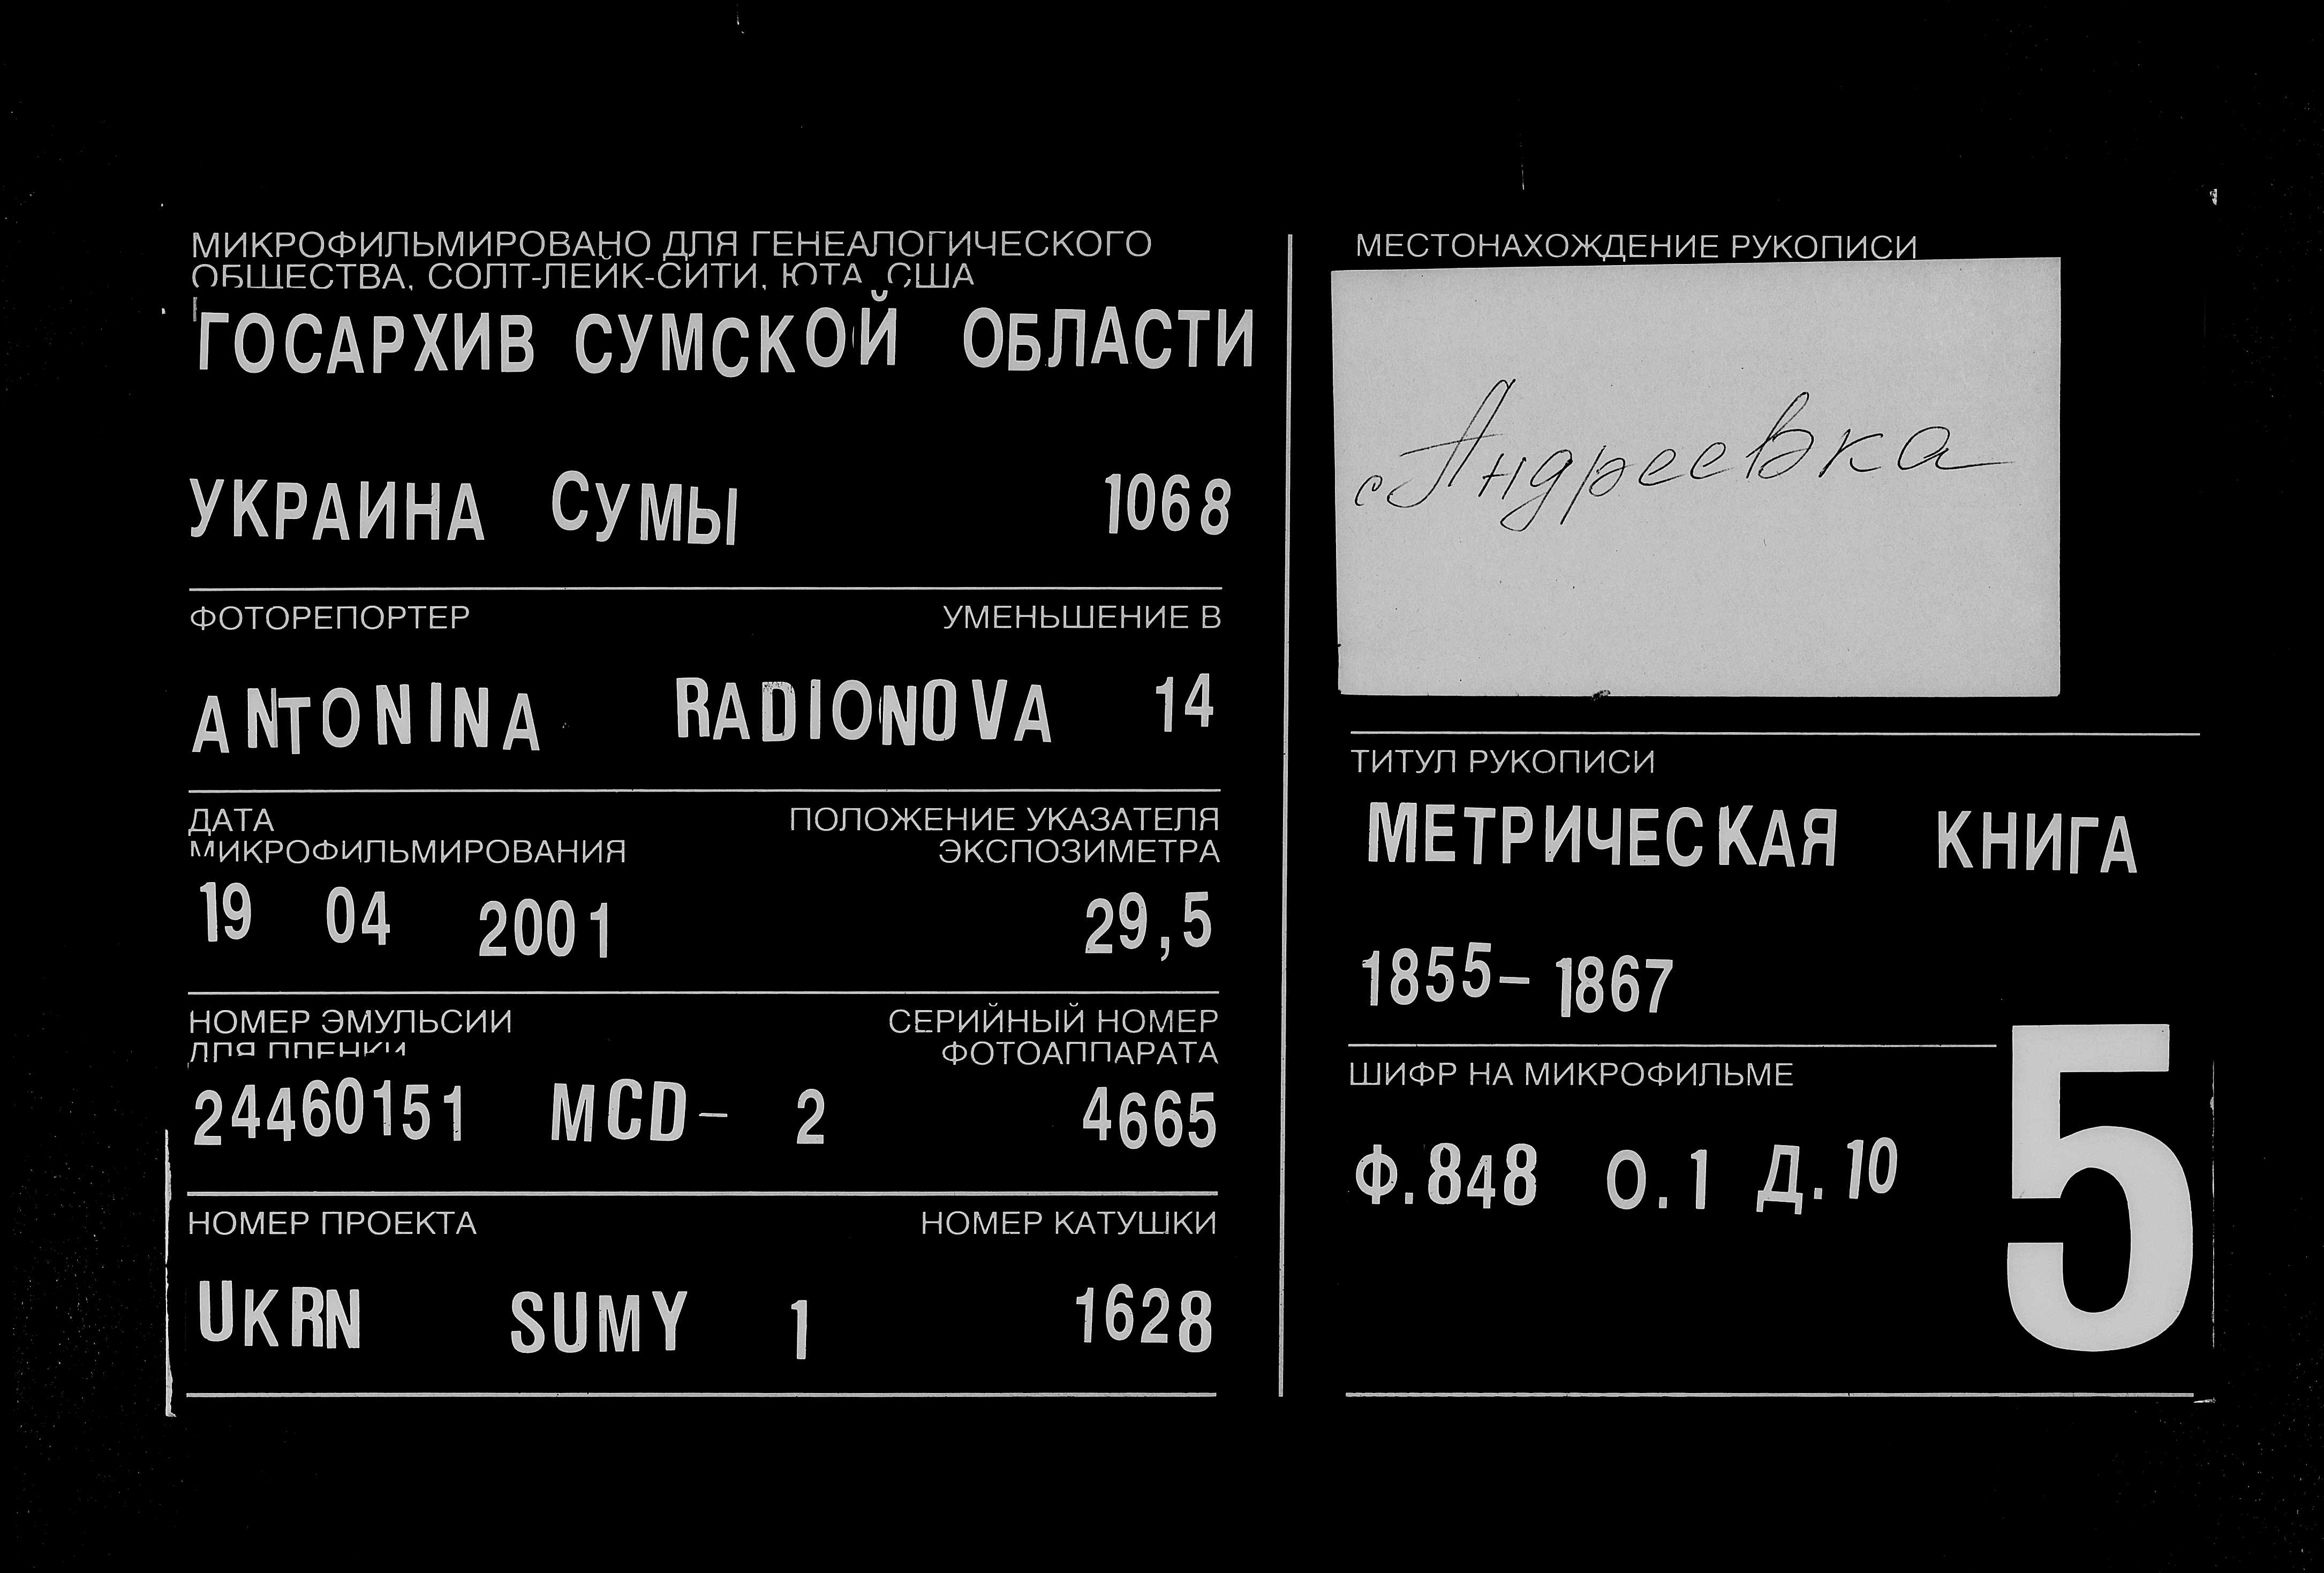 МИКРОФИЛЬМИРОВАНО ДЛЯ ГЕНЕАЛОГИЧЕСКОГО
ОБЩЕСТВА, СОЛТ-ЛЕЙК-СИТИ, ЮТА, США
ГОСАРХИВ СУМСКОЙ ОБЛАСТИ
УКРАИНА СУМЫ 1068
ФОТОРЕПОРТЕР УМЕНЬШЕНИЕ В
ANTONINA RADIONOVA 14
ДАТА ПОЛОЖЕНИЕ УКАЗАТЕЛЯ
МИКРОФИЛЬМИРОВАНИЯ ЭКСПОЗИМЕТРА
19 04 2001 29,5
НОМЕР ЭМУЛЬСИИ СЕРИЙНЫЙ НОМЕР
ДЛЯ ПЛЕНКИ ФОТОАППАРАТА
24460151 MCD- 2 4665
НОМЕР ПРОЕКТА НОМЕР КАТУШКИ
UKRN SUMY 1 1628
МЕСТОНАХОЖДЕНИЕ РУКОПИСИ
с Андреевка
ТИТУЛ РУКОПИСИ
МЕТРИЧЕСКАЯ КНИГА
1855- 1867
ШИФР НА МИКРОФИЛЬМЕ
Ф.848 О.1 Д.10
5